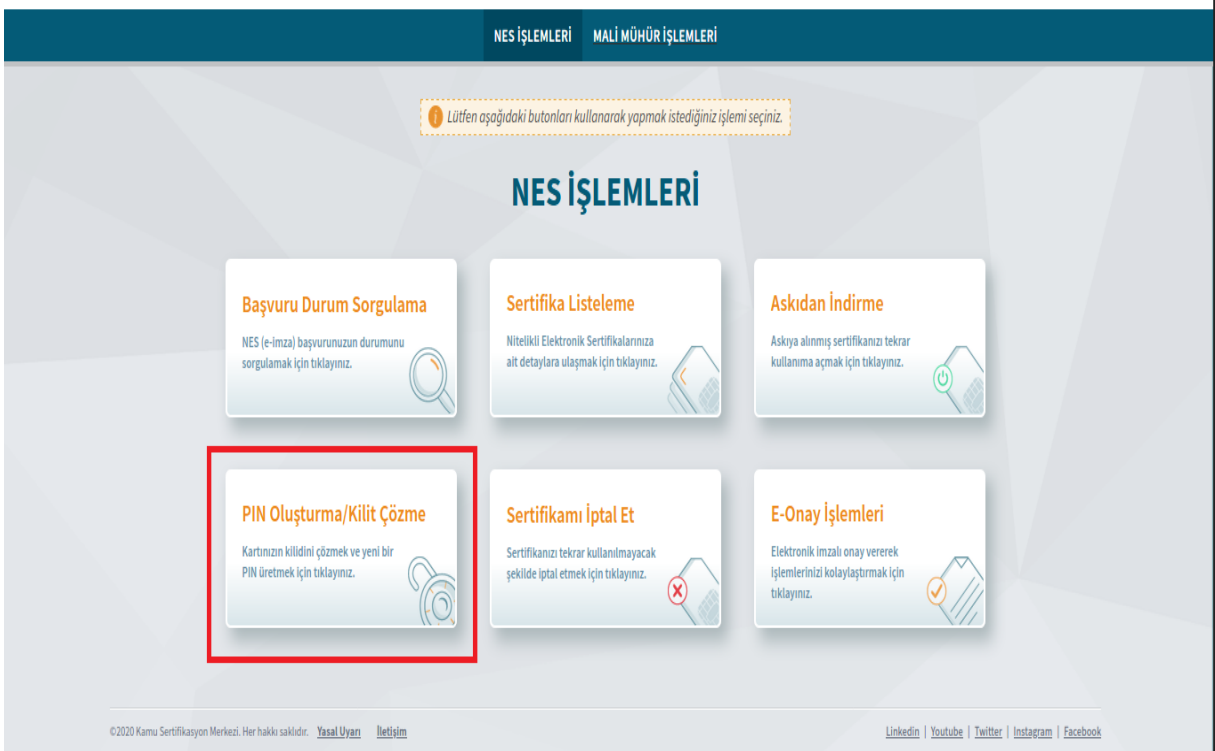 NES İŞLEMLERİ MALİ MÜHÜR İŞLEMLERİ
Lütfen aşağıdaki butonları kullanarak yapmak istediğiniz işlemi seçiniz.
NES İŞLEMLERİ
Başvuru Durum Sorgulama
NES (e-imza) başvurunuzun durumunu
sorgulamak için tıklayınız.
Sertifika Listeleme
Nitelikli Elektronik Sertifikalarınıza
ait detaylara ulaşmak için tıklayınız.
Askıdan İndirme
Askıya alınmış sertifikanızı tekrar
kullanıma açmak için tıklayınız.
PIN Oluşturma/Kilit Çözme
Kartınızın kilidini çözmek ve yeni bir
PIN üretmek için tıklayınız.
Sertifikamı İptal Et
Sertifikanızı tekrar kullanılmayacak
şekilde iptal etmek için tıklayınız.
E-Onay İşlemleri
Elektronik imzalı onay vererek
işlemlerinizi kolaylaştırmak için
tıklayınız.
©2020 Kamu Sertifikasyon Merkezi. Her hakkı saklıdır. Yasal Uyarı İletişim
Linkedin | Youtube | Twitter | Instagram | Facebook